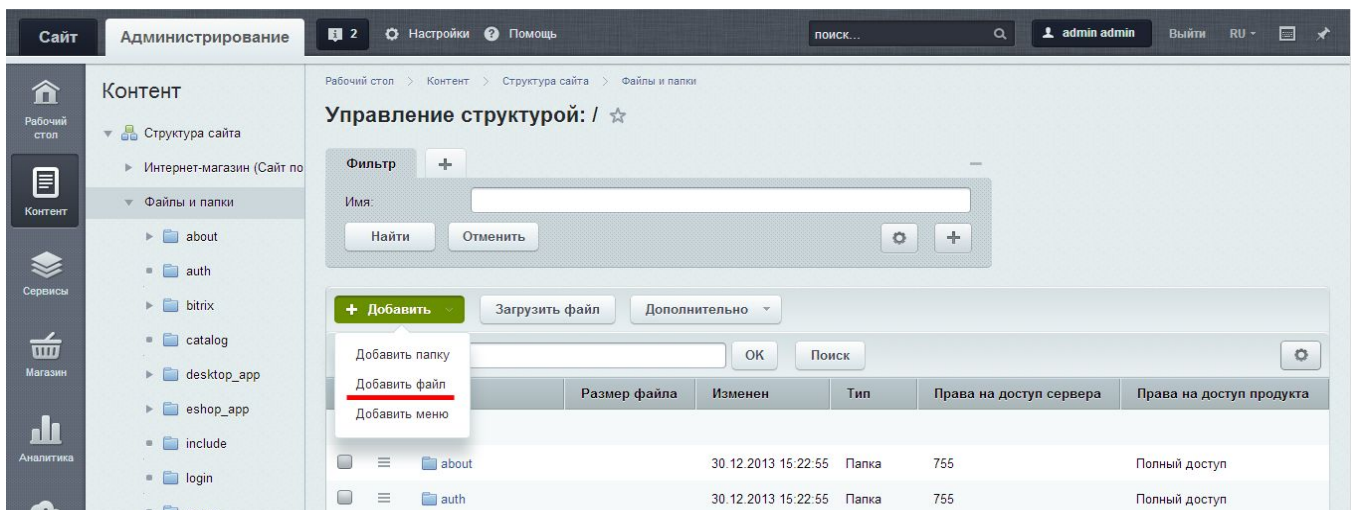 Сайт Администрирование 2 Настройки Помощь поиск... admin admin Выйти RU
Рабочий стол
Контент
Сервисы
Магазин
Аналитика
Контент
Структура сайта
Интернет-магазин (Сайт по
Файлы и папки
about
auth
bitrix
catalog
desktop_app
eshop_app
include
login
Рабочий стол > Контент > Структура сайта > Файлы и папки
Управление структурой: /
Фильтр
Имя:
Найти Отменить
Добавить Загрузить файл Дополнительно
Добавить папку
Добавить файл
Добавить меню
OK Поиск
Размер файла Изменен Тип Права на доступ сервера Права на доступ продукта
about 30.12.2013 15:22:55 Папка 755 Полный доступ
auth 30.12.2013 15:22:55 Папка 755 Полный доступ